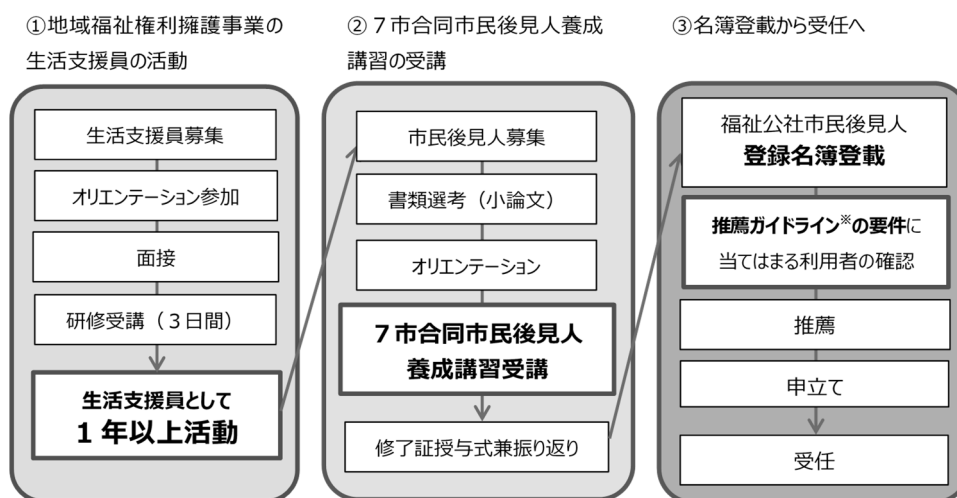 ①地域福祉権利擁護事業の
生活支援員の活動
生活支援員募集
オリエンテーション参加
面接
研修受講（３日間）
生活支援員として
１年以上活動
②７市合同市民後見人養成
講習の受講
市民後見人募集
書類選考（小論文）
オリエンテーション
７市合同市民後見人
養成講習受講
修了証授与式兼振り返り
③名簿登載から受任へ
福祉公社市民後見人
登録名簿登載
推薦ガイドライン※の要件に
当てはまる利用者の確認
推薦
申立て
受任